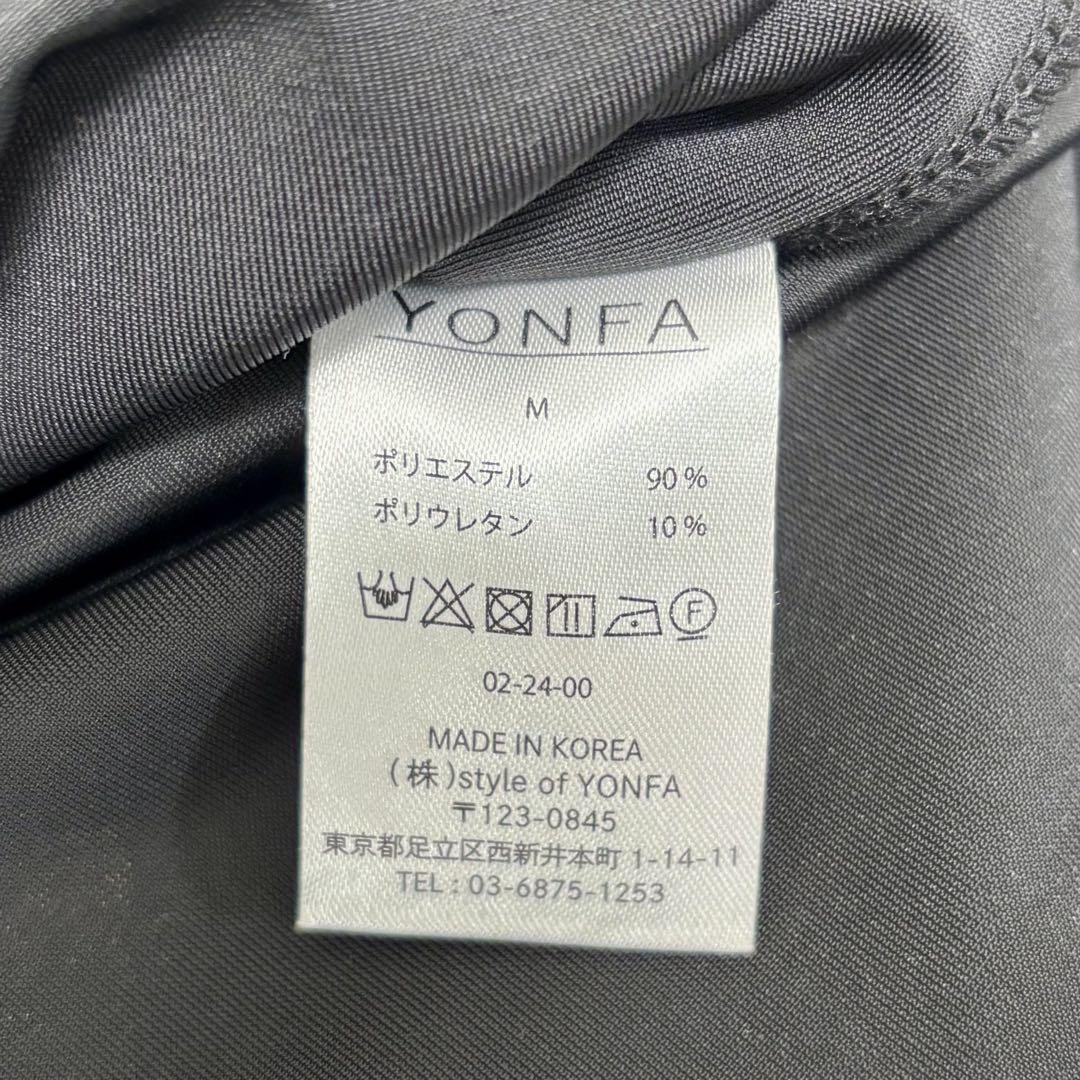 YONFA
M
ポリエステル 90%
ポリウレタン 10%
F
02-24-00
MADE IN KOREA
(株)style of YONFA
〒123-0845
東京都足立区西新井本町1-14-11
TEL : 03-6875-1253